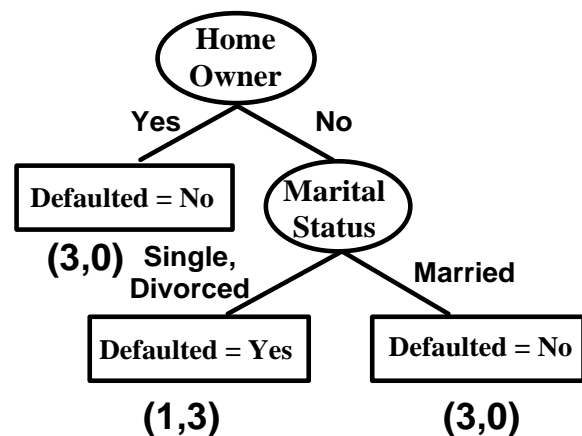 Home
Owner
Yes
No
Defaulted = No
Marital
Status
(3,0)
Single,
Divorced
Married
Defaulted = Yes
Defaulted = No
(1,3)
(3,0)